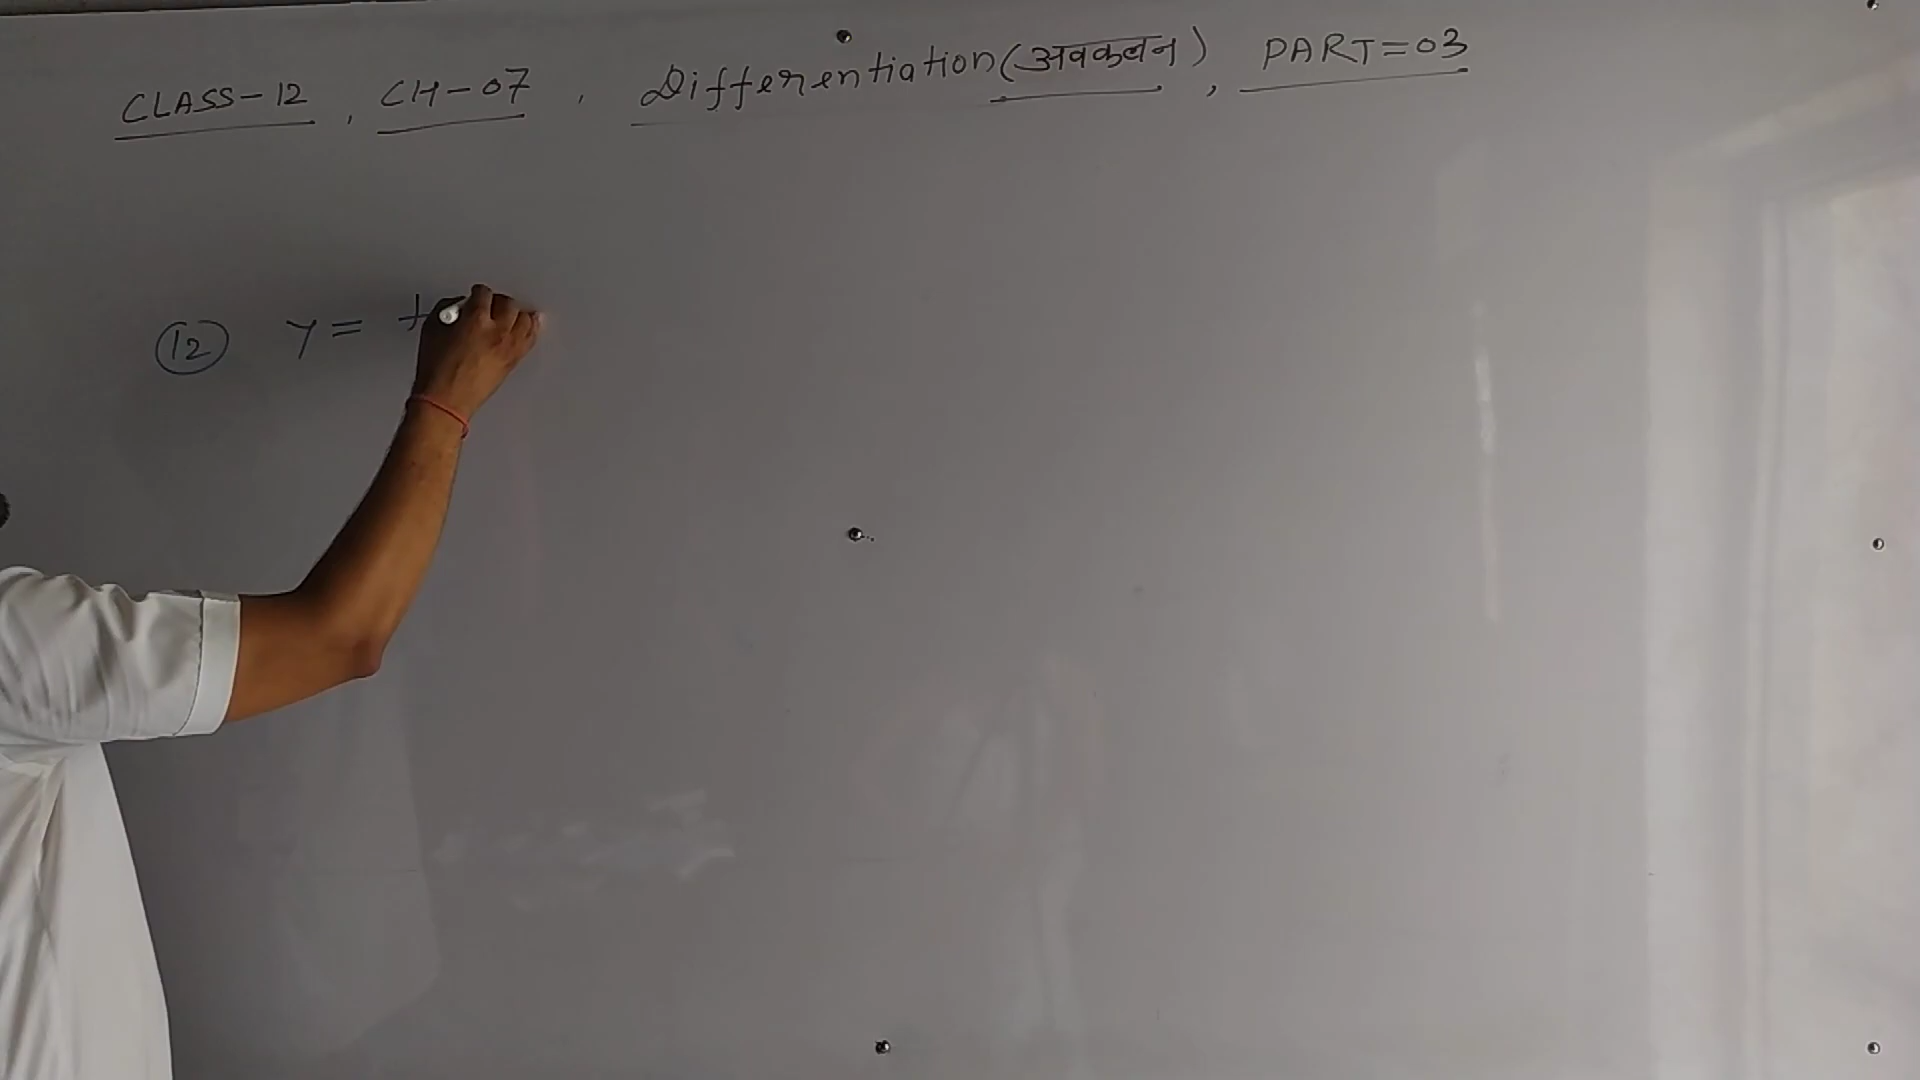 CLASS-12, CH-07, Differentiation(अवकलन), PART=03
(12) y = t